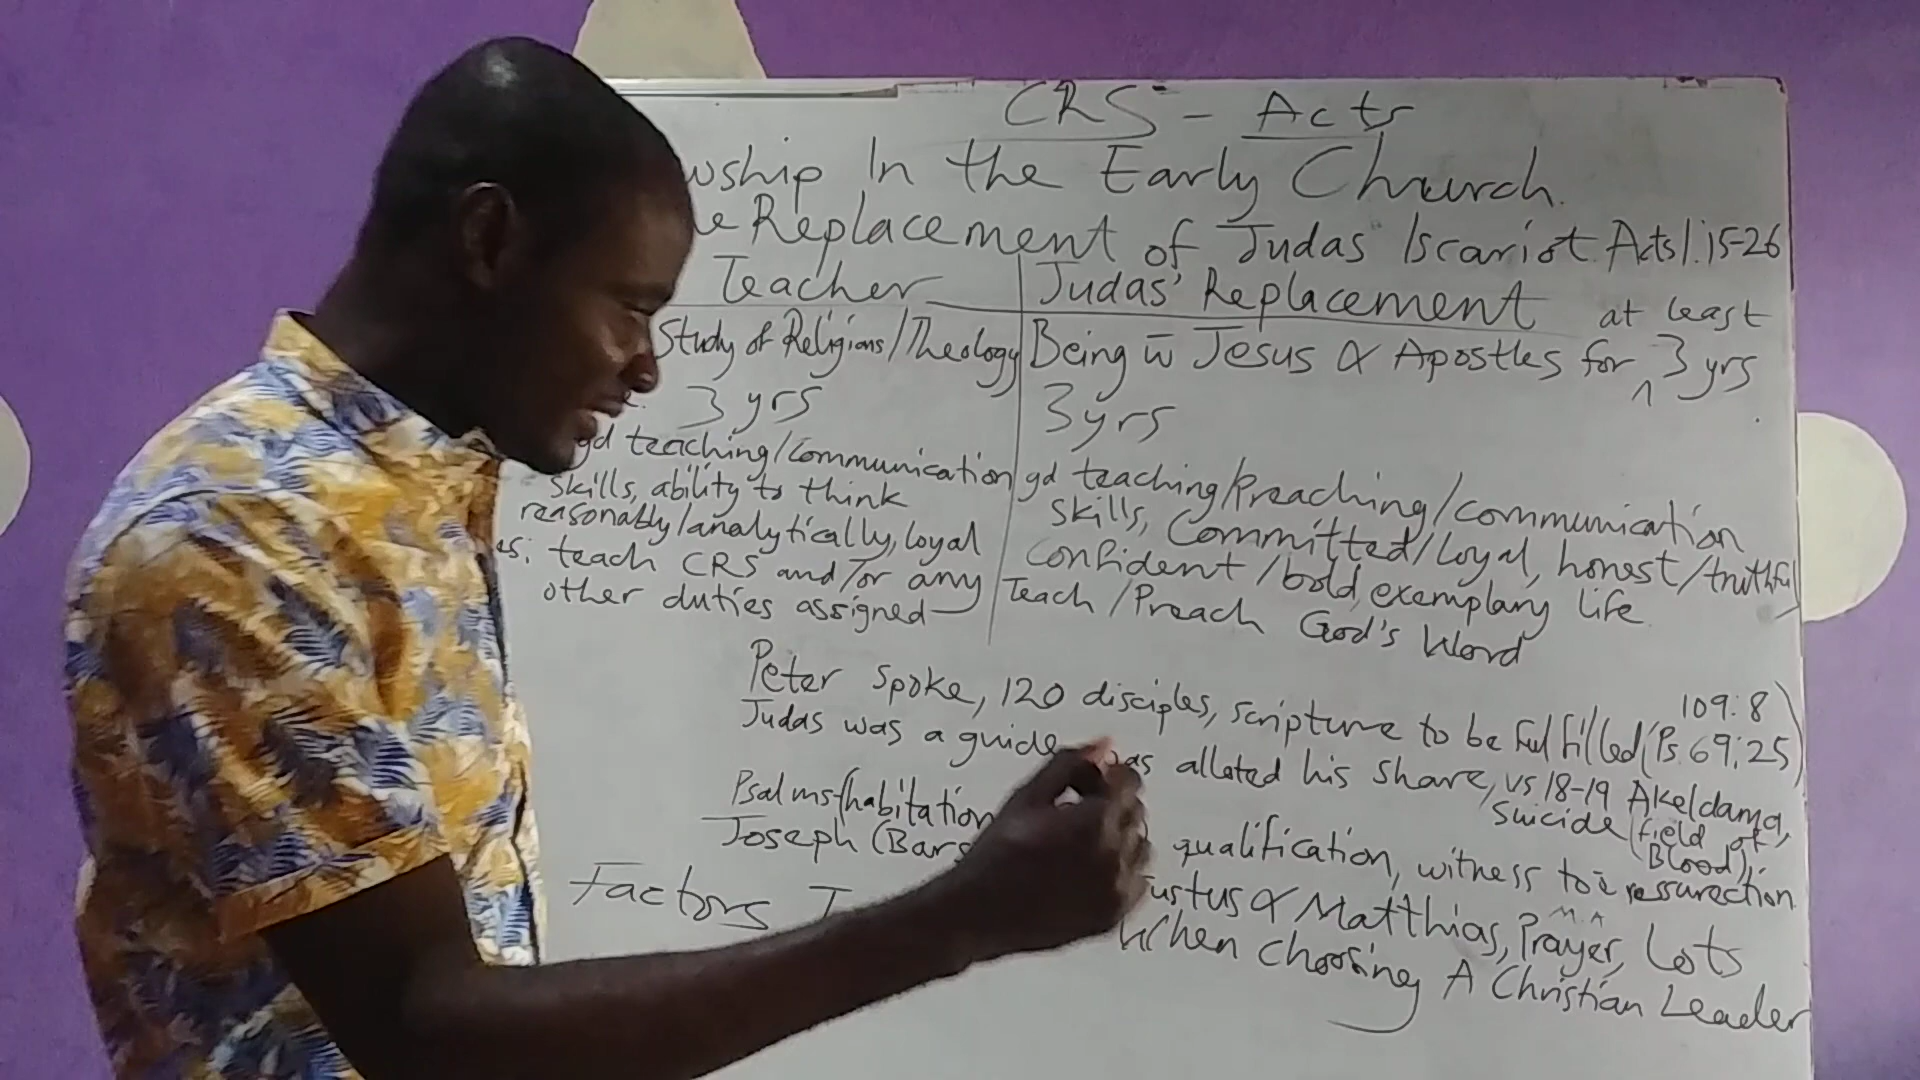 CRS - Acts
wship In the Early Church
e Replacement of Judas Iscariot. Acts 1:15-26
Teacher
Judas' Replacement
at least
Study of Religions/Theology
Being w̄ Jesus & Apostles for ^ 3 yrs
3 yrs
3 yrs
gd teaching/communication
skills, ability to think
reasonably/analytically, loyal
es: teach CRS and/or any
other duties assigned
gd teaching/Preaching/communication
skills, Committed/loyal, honest/truthful
confident/bold, exemplary life
Teach/Preach God's Word
Peter spoke, 120 disciples, scripture to be fulfilled (Ps. 69:25
109:8)
Judas was a guide was alloted his share, vs 18-19 Akeldama,
suicide (field of
Blood),
Psalms-(habitation qualification, witness to ressurection
Joseph (Bars Justus & Matthias, Prayer, Lots
Factors When choosing A Christian Leader